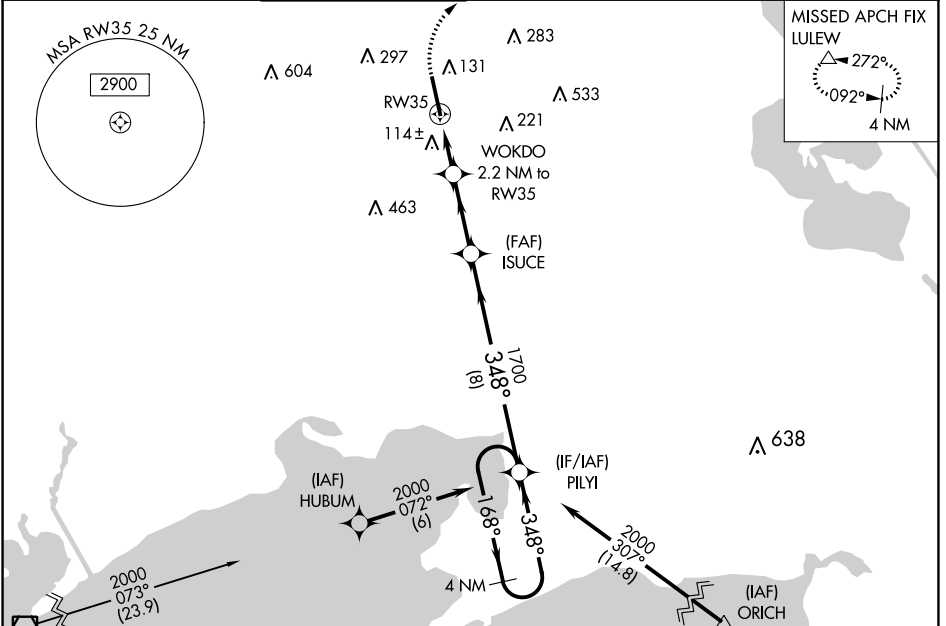 MSA RW35 25 NM
2900
604
297
283
131
533
RW35
221
114±
WOKDO
2.2 NM to
RW35
463
(FAF)
ISUCE
MISSED APCH FIX
LULEW
272°
092°
4 NM
1700
348°
(8)
638
(IF/IAF)
PILYI
(IAF)
HUBUM
2000
072°
(6)
168°
348°
4 NM
2000
307°
(14.8)
(IAF)
ORICH
2000
073°
(23.9)